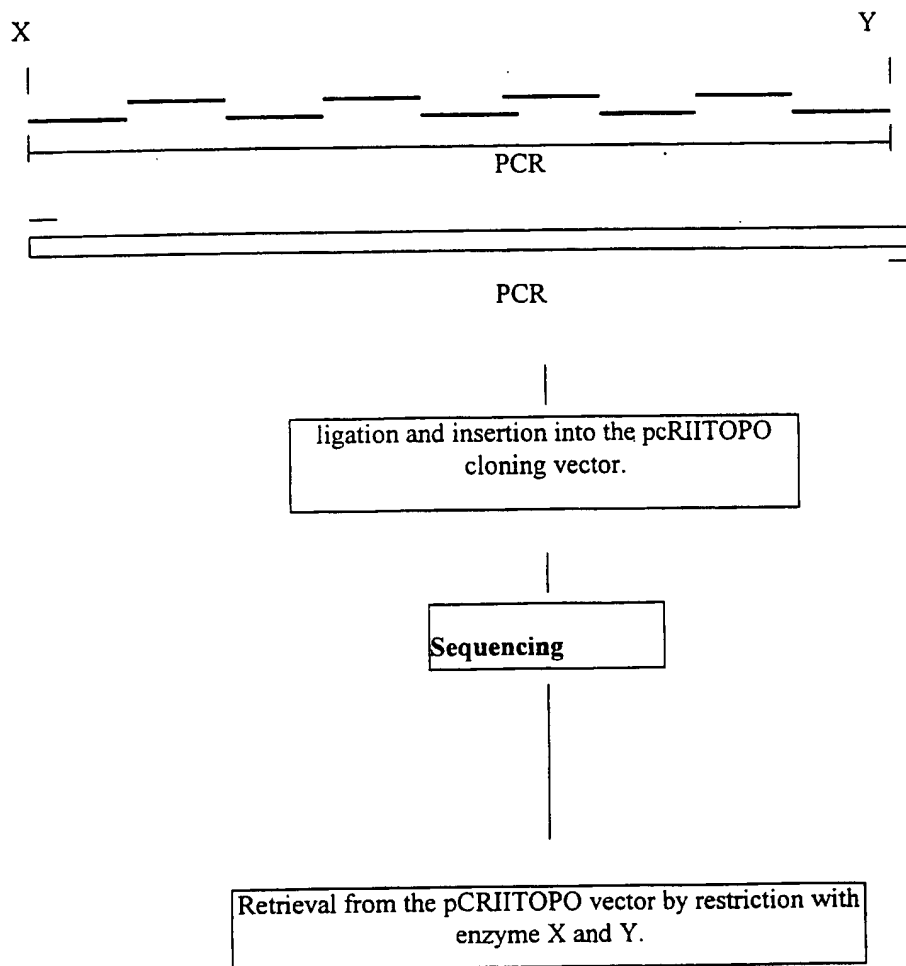 X
Y
PCR
PCR
ligation and insertion into the pcRIITOPO
cloning vector.
Sequencing
Retrieval from the pCRIITOPO vector by restriction with
enzyme X and Y.